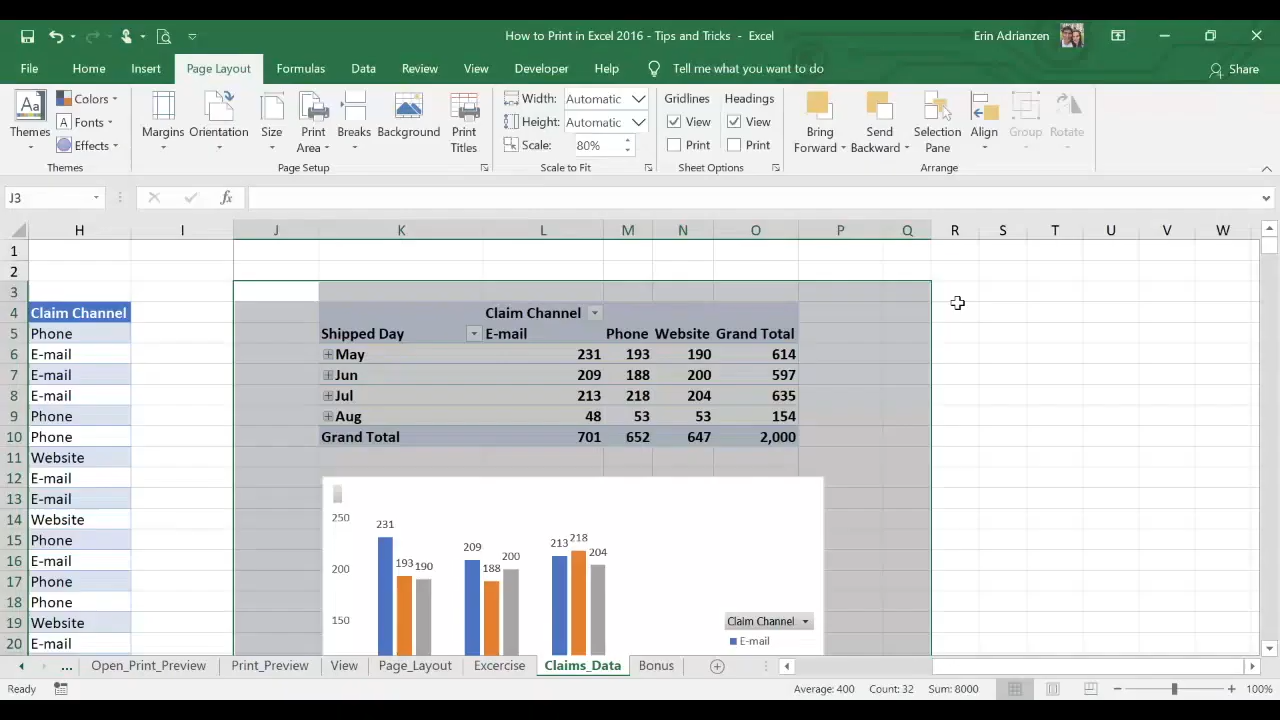 How to Print in Excel 2016 - Tips and Tricks - Excel
Erin Adrianzen
File Home Insert Page Layout Formulas Data Review View Developer Help Tell me what you want to do Share
Aa Colors Width: Automatic Gridlines Headings
Fonts Height: Automatic View View
Themes Effects Margins Orientation Size Print Area Breaks Background Print Titles Scale: 80% Print Print Bring Forward Send Backward Selection Pane Align Group Rotate
Themes Page Setup Scale to Fit Sheet Options Arrange
J3 fx
H I J K L M N O P Q R S T U V W
1
2
3
4 Claim Channel Claim Channel
5 Phone Shipped Day E-mail Phone Website Grand Total
6 E-mail May 231 193 190 614
7 E-mail Jun 209 188 200 597
8 E-mail Jul 213 218 204 635
9 Phone Aug 48 53 53 154
10 Phone Grand Total 701 652 647 2,000
11 Website
12 E-mail
13 E-mail
14 Website 250 231
15 Phone 209 213 218
16 E-mail 193 190 188 200 204
17 Phone 200
18 Phone
19 Website 150 Claim Channel
20 E-mail E-mail
... Open_Print_Preview Print_Preview View Page_Layout Excercise Claims_Data Bonus
Ready Average: 400 Count: 32 Sum: 8000 100%